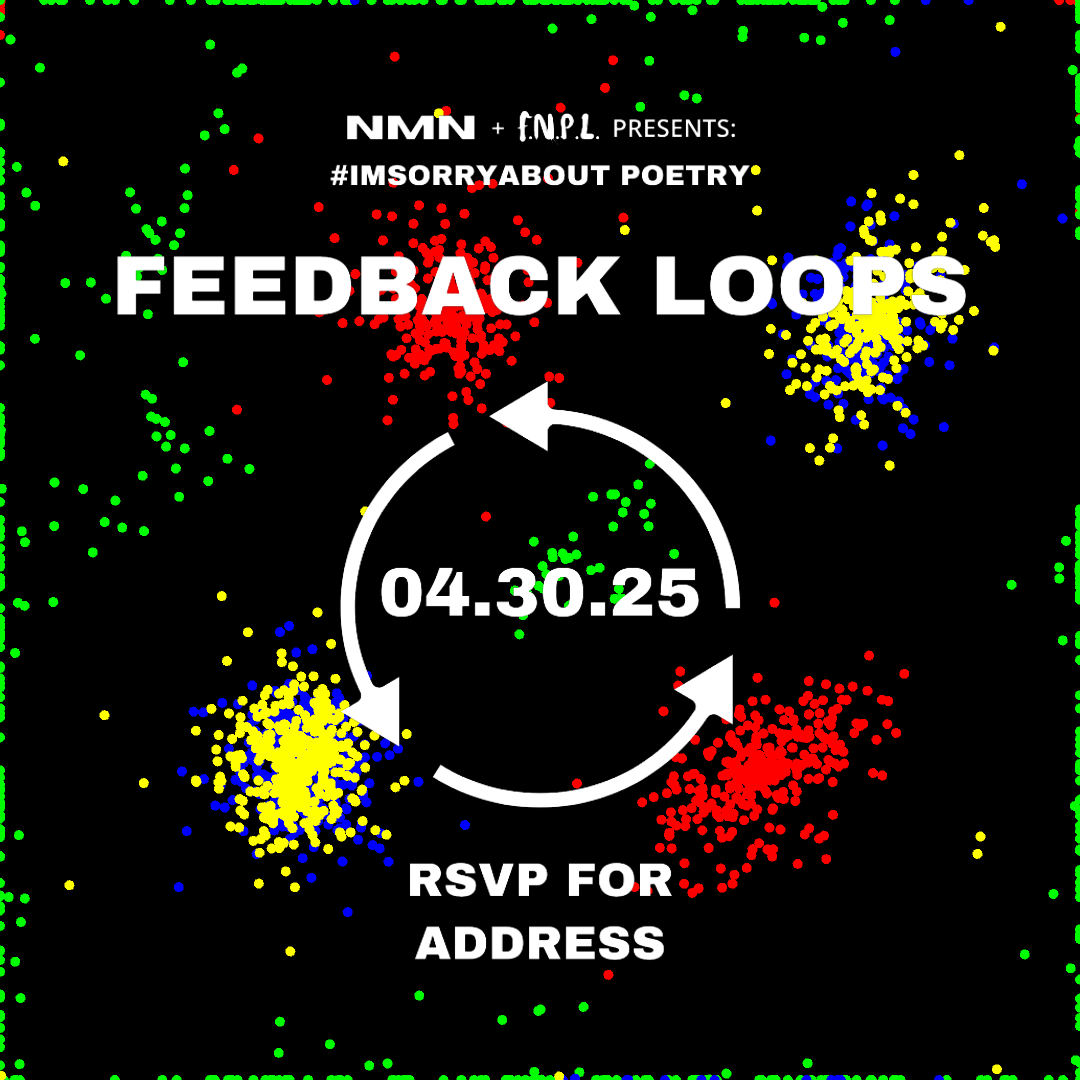 NMN + F.N.P.L. PRESENTS:
#IMSORRYABOUT POETRY
FEEDBACK LOOPS
04.30.25
RSVP FOR
ADDRESS